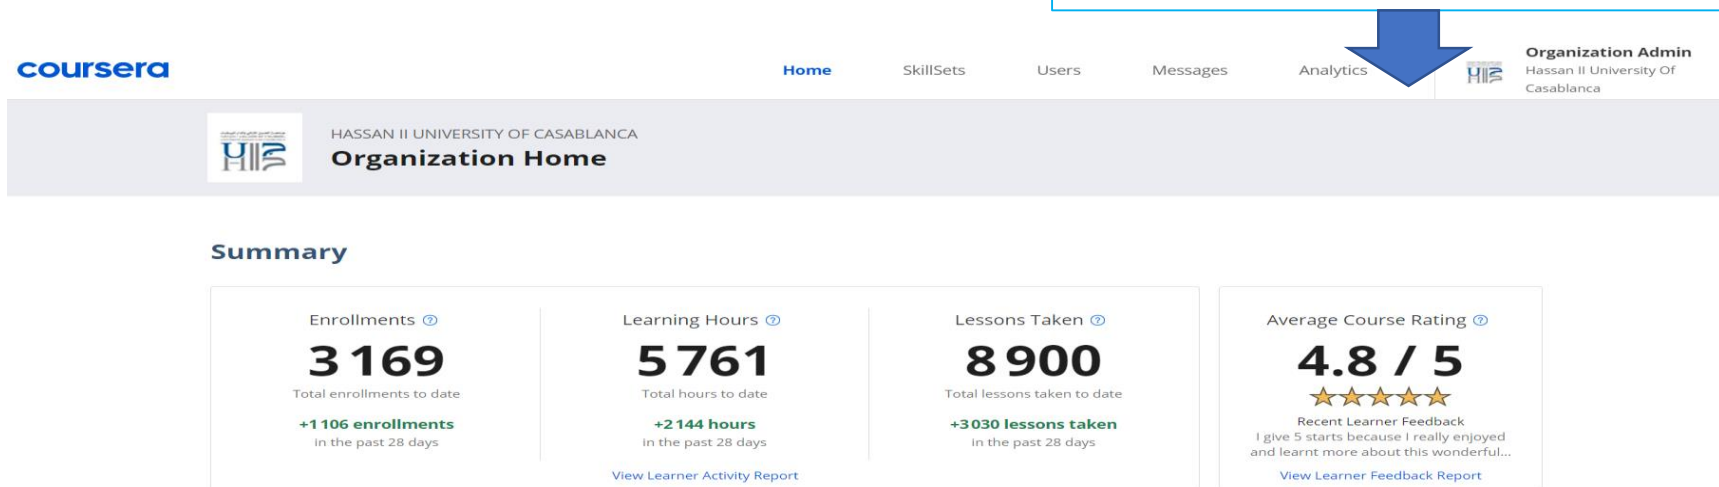 coursera
Home
SkillSets
Users
Messages
Analytics
Organization Admin
Hassan II University Of
Casablanca
HASSAN II UNIVERSITY OF CASABLANCA
Organization Home
Summary
Enrollments
3 169
Total enrollments to date
+1 106 enrollments
in the past 28 days
Learning Hours
5 761
Total hours to date
+2 144 hours
in the past 28 days
View Learner Activity Report
Lessons Taken
8 900
Total lessons taken to date
+3 030 lessons taken
in the past 28 days
Average Course Rating
4.8 / 5
Recent Learner Feedback
I give 5 starts because I really enjoyed
and learnt more about this wonderful...
View Learner Feedback Report